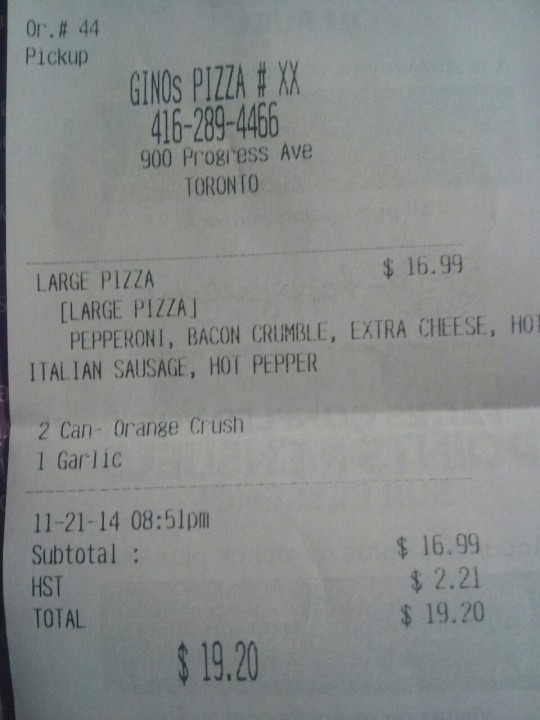 Or.# 44
Pickup
GINOs PIZZA # XX
416-289-4466
900 Progress Ave
TORONTO
LARGE PIZZA $ 16.99
[LARGE PIZZA]
PEPPERONI, BACON CRUMBLE, EXTRA CHEESE, HOT
ITALIAN SAUSAGE, HOT PEPPER
2 Can- Orange Crush
1 Garlic
11-21-14 08:51pm
Subtotal : $ 16.99
HST $ 2.21
TOTAL $ 19.20
$ 19.20